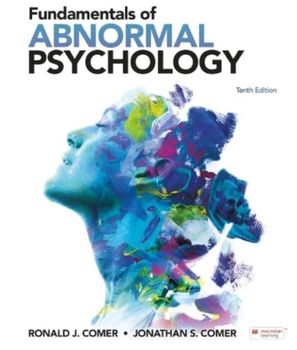 Fundamentals of
ABNORMAL
PSYCHOLOGY
Tenth Edition
RONALD J. COMER • JONATHAN S. COMER
macmillan
learning